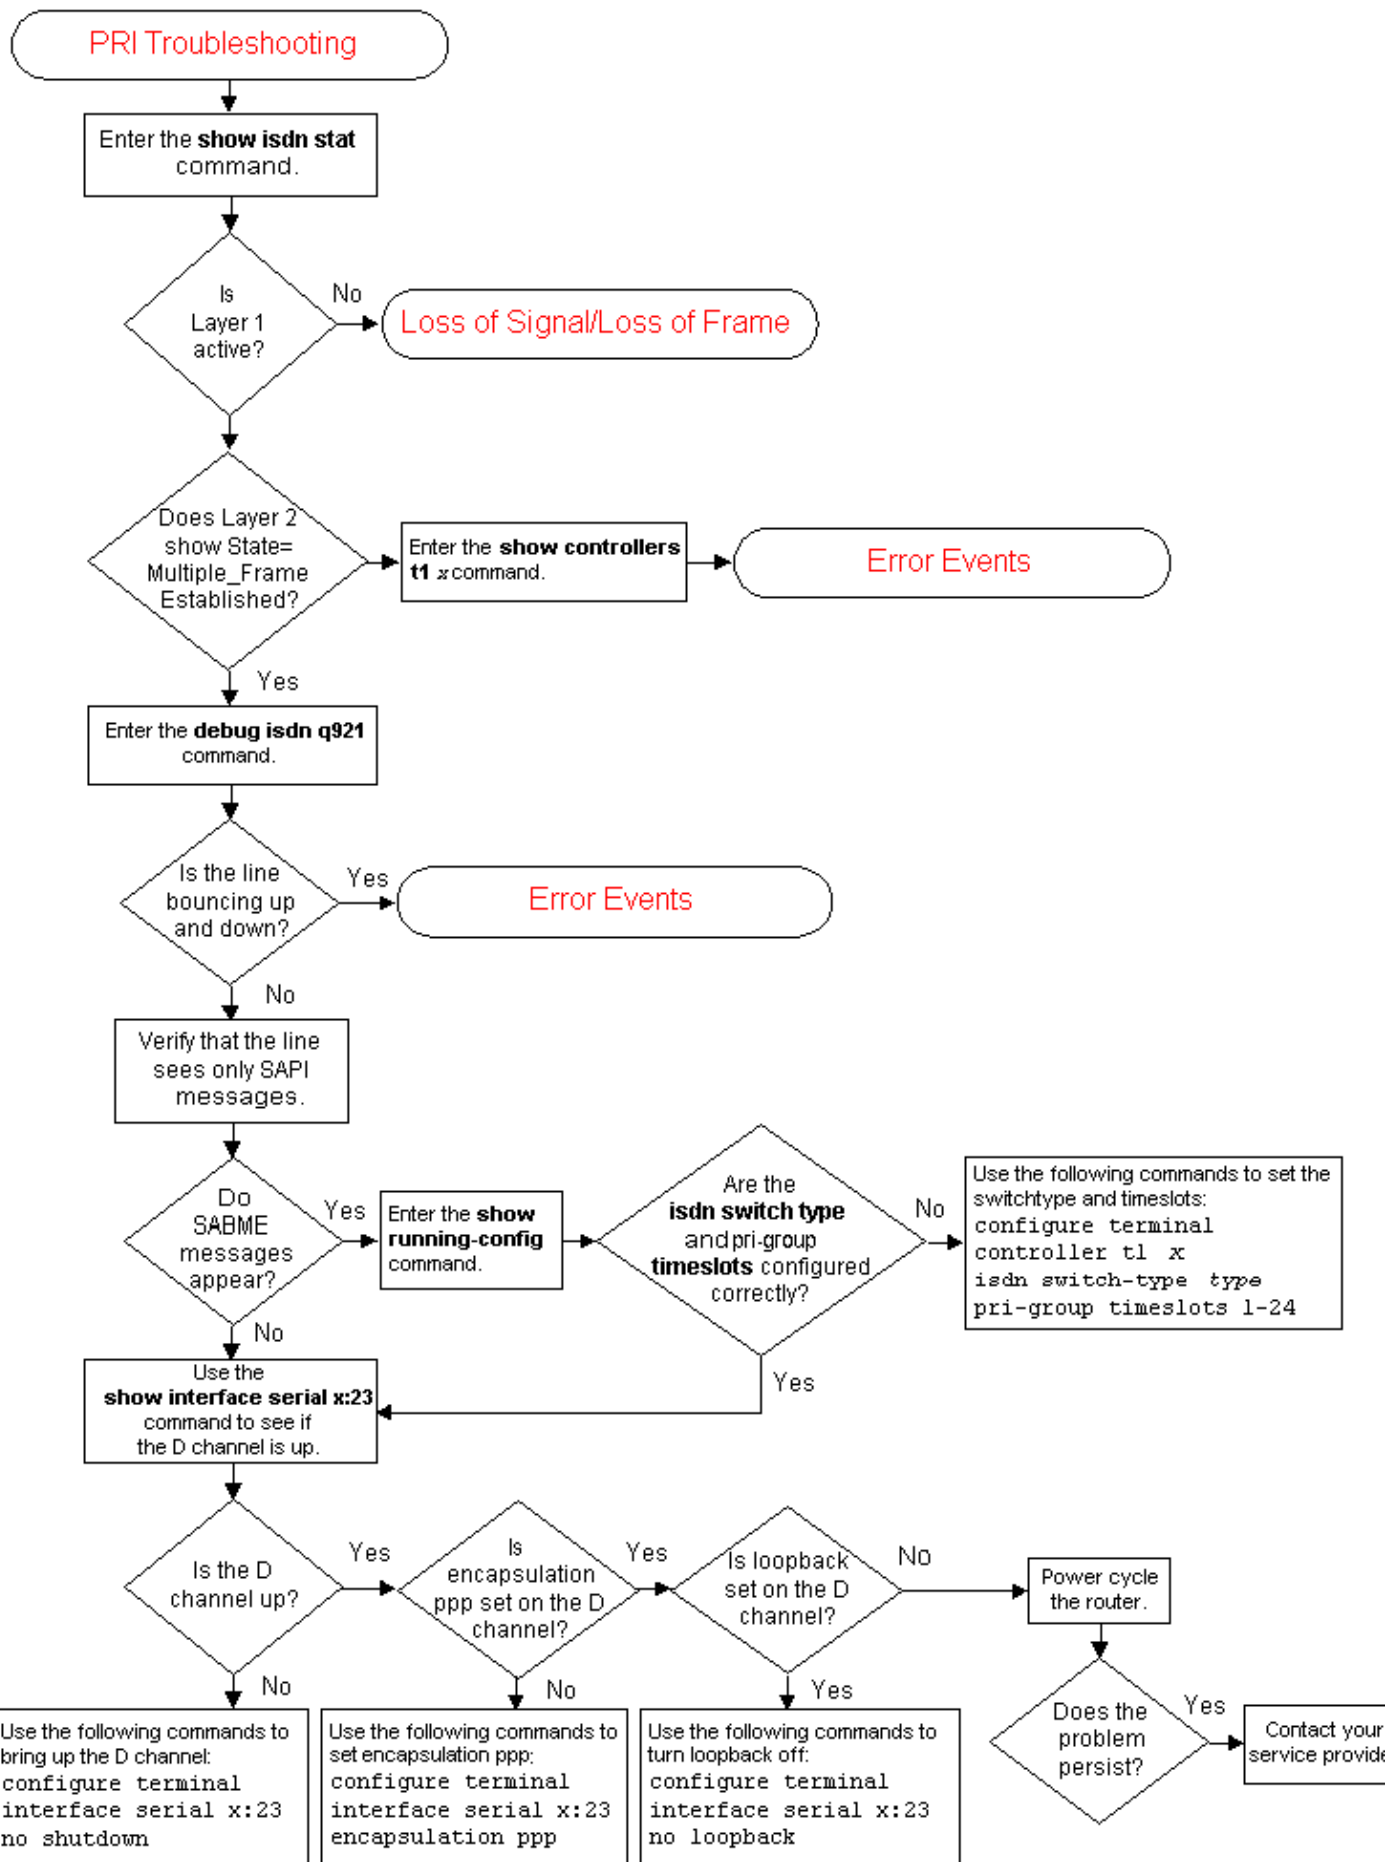 PRI Troubleshooting
Enter the show isdn stat
command.
Is
Layer 1
active?
No
Loss of Signal/Loss of Frame
Does Layer 2
show State=
Multiple_Frame
Established?
Enter the show controllers
t1 x command.
Error Events
Yes
Enter the debug isdn q921
command.
Is the line
bouncing up
and down?
Yes
Error Events
No
Verify that the line
sees only SAPI
messages.
Do
SABME
messages
appear?
Yes
Enter the show
running-config
command.
Are the
isdn switch type
and pri-group
timeslots configured
correctly?
No
Use the following commands to set the
switchtype and timeslots:
configure terminal
controller t1 x
isdn switch-type type
pri-group timeslots 1-24
No
Yes
Use the
show interface serial x:23
command to see if
the D channel is up.
Is the D
channel up?
Yes
Is
encapsulation
ppp set on the D
channel?
Yes
Is loopback
set on the D
channel?
No
Power cycle
the router.
No
No
Yes
Does the
problem
persist?
Yes
Contact your
service provide
Use the following commands to
bring up the D channel:
configure terminal
interface serial x:23
no shutdown
Use the following commands to
set encapsulation ppp:
configure terminal
interface serial x:23
encapsulation ppp
Use the following commands to
turn loopback off:
configure terminal
interface serial x:23
no loopback